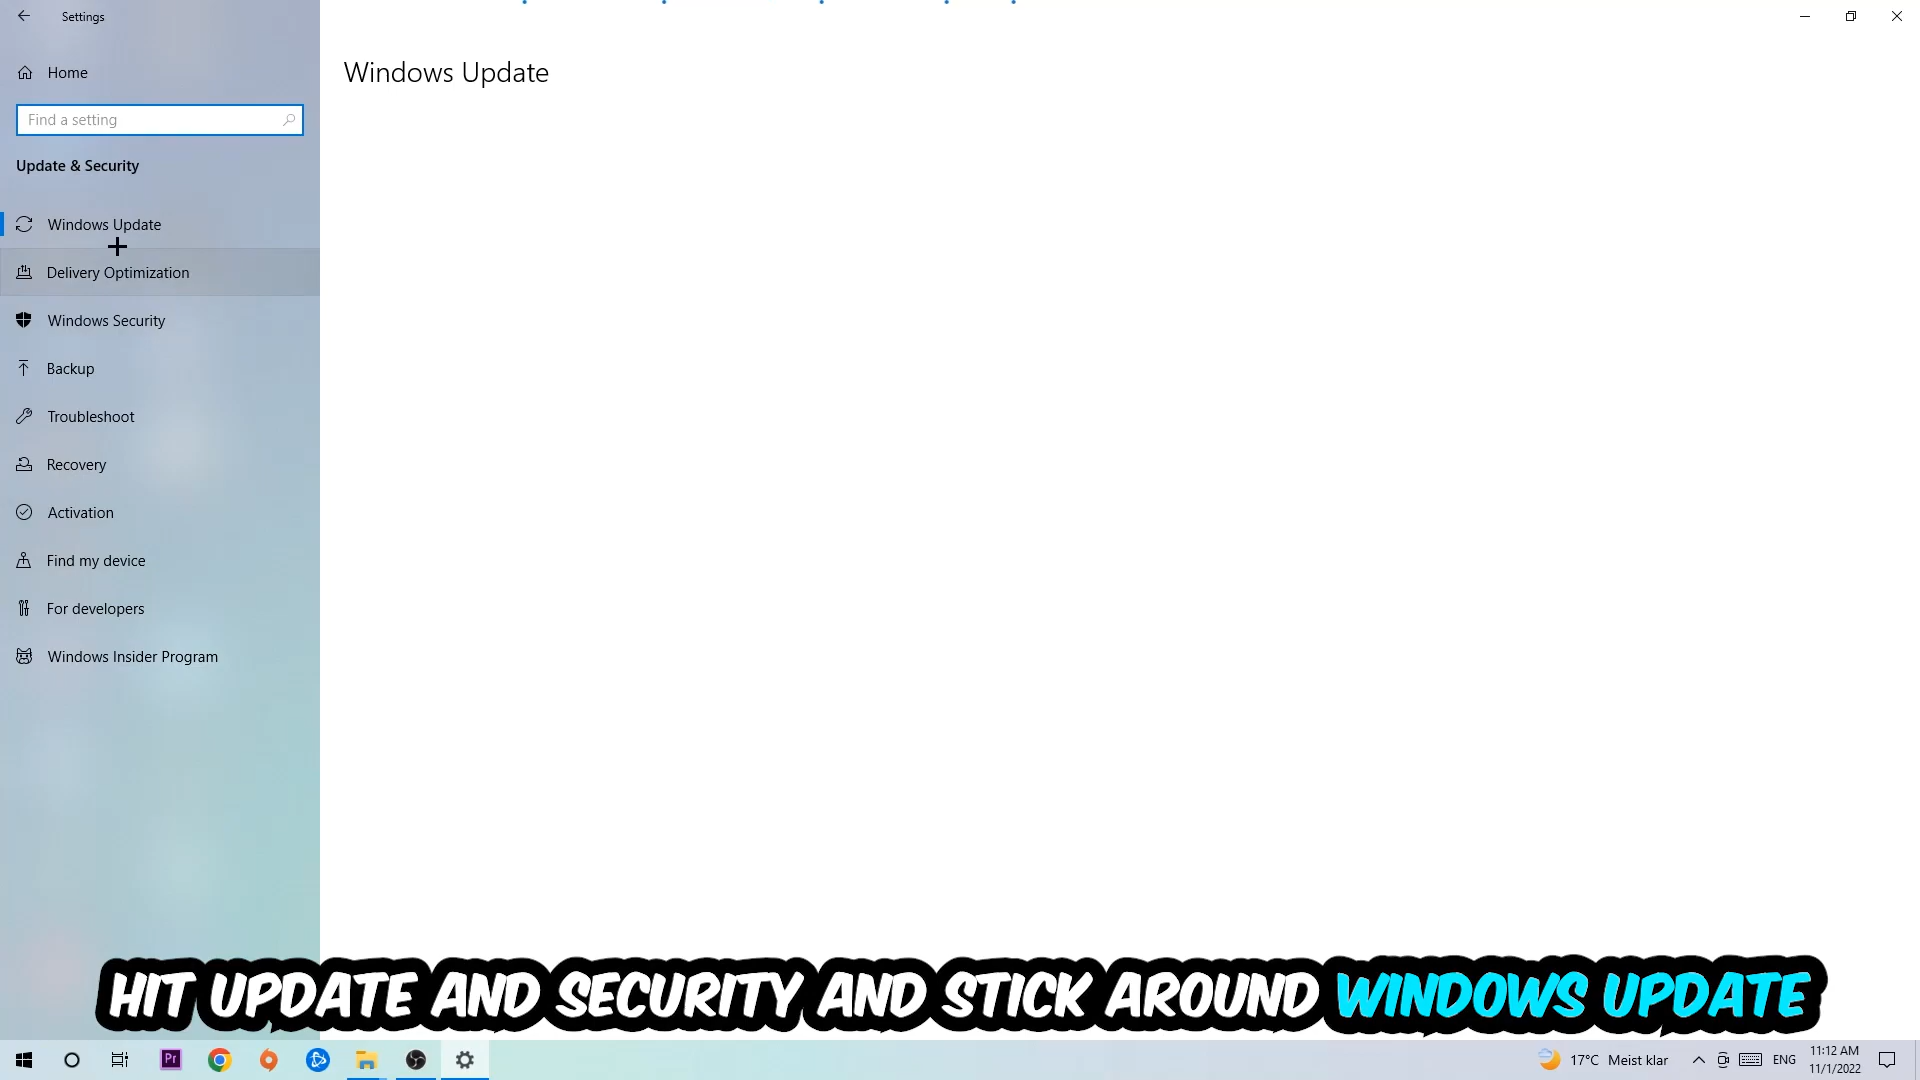 Settings
Home
Find a setting
Update & Security
Windows Update
Delivery Optimization
Windows Security
Backup
Troubleshoot
Recovery
Activation
Find my device
For developers
Windows Insider Program
Windows Update
HIT UPDATE AND SECURITY AND STICK AROUND WINDOWS UPDATE
Pr
17°C Meist klar
ENG
11:12 AM
11/1/2022